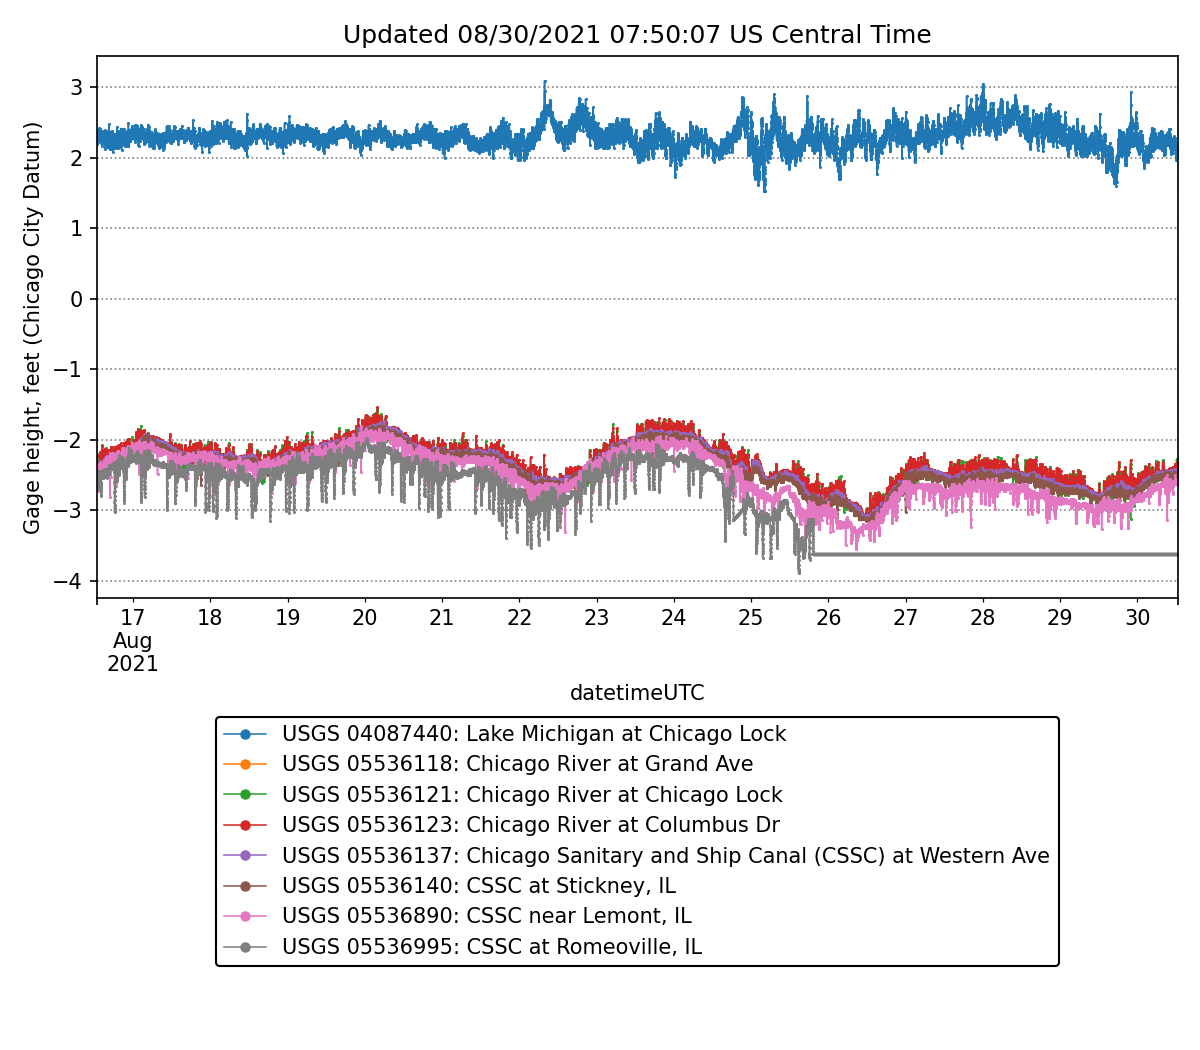 Updated 08/30/2021 07:50:07 US Central Time
Gage height, feet (Chicago City Datum)
3
2
1
0
−1
−2
−3
−4
17 18 19 20 21 22 23 24 25 26 27 28 29 30
Aug
2021
datetimeUTC
USGS 04087440: Lake Michigan at Chicago Lock
USGS 05536118: Chicago River at Grand Ave
USGS 05536121: Chicago River at Chicago Lock
USGS 05536123: Chicago River at Columbus Dr
USGS 05536137: Chicago Sanitary and Ship Canal (CSSC) at Western Ave
USGS 05536140: CSSC at Stickney, IL
USGS 05536890: CSSC near Lemont, IL
USGS 05536995: CSSC at Romeoville, IL